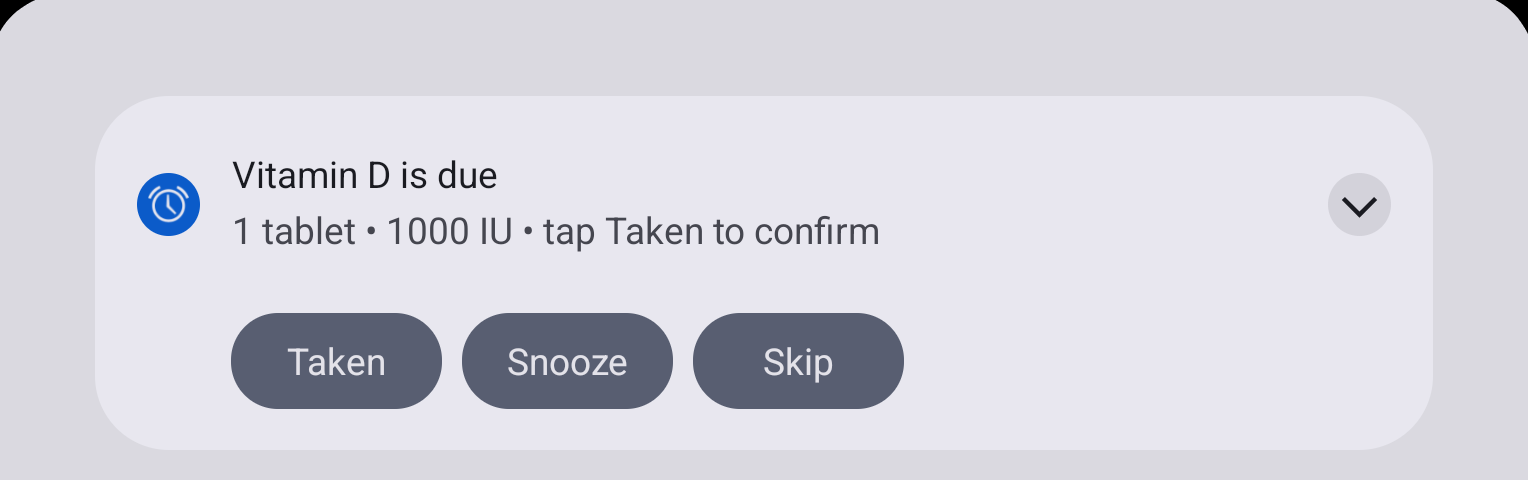 Vitamin D is due
1 tablet • 1000 IU • tap Taken to confirm
Taken Snooze Skip